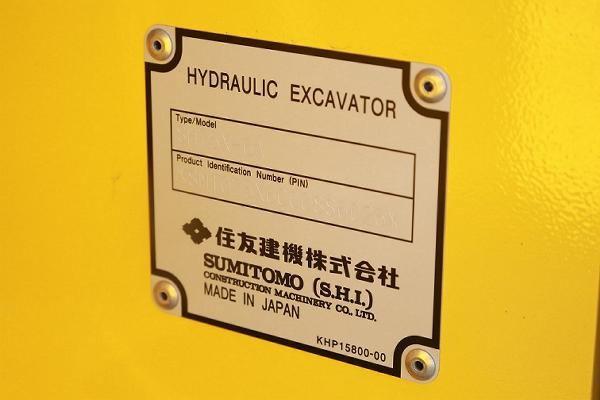 HYDRAULIC EXCAVATOR
Type/Model
Product Identification Number (PIN)
住友建機株式会社
SUMITOMO (S.H.I.)
CONSTRUCTION MACHINERY CO., LTD.
MADE IN JAPAN
KHP15800-00